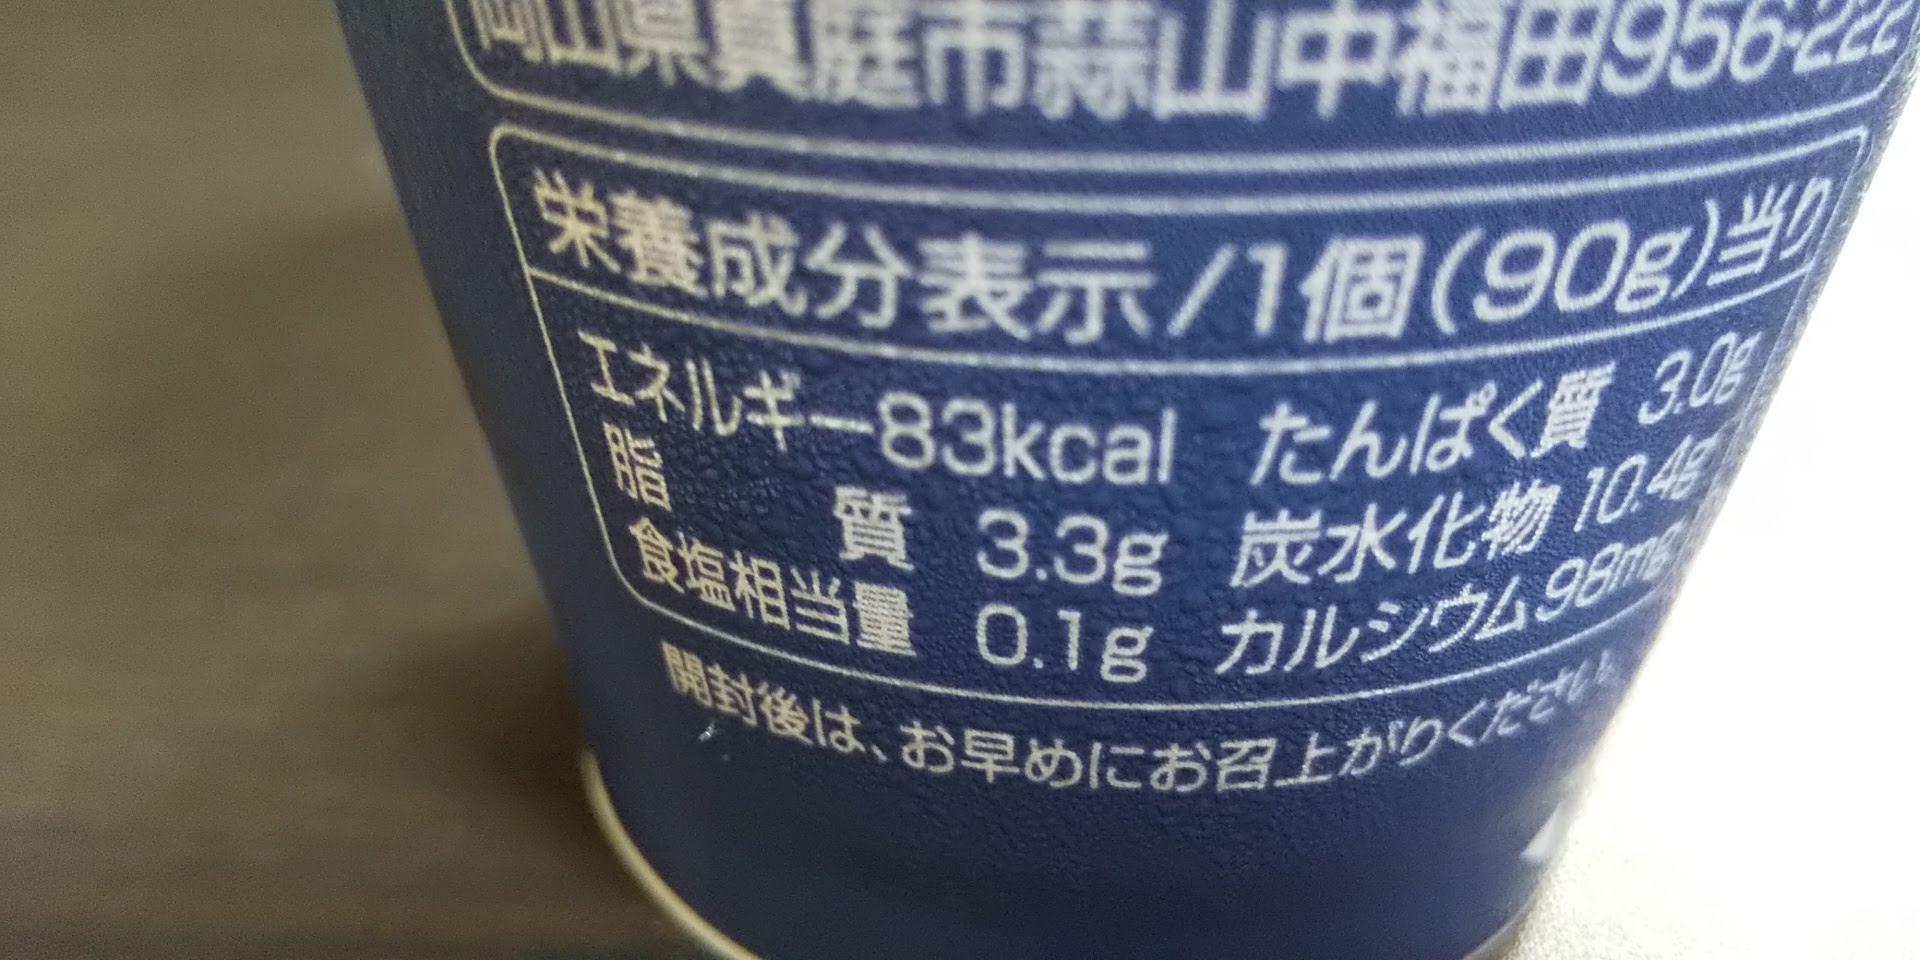 岡山県真庭市蒜山中福田956-222
栄養成分表示/1個(90g)当り
エネルギー83kcal たんぱく質 3.0g
脂質 3.3g 炭水化物 10.4g
食塩相当量 0.1g カルシウム98mg
開封後は、お早めにお召上がりください。